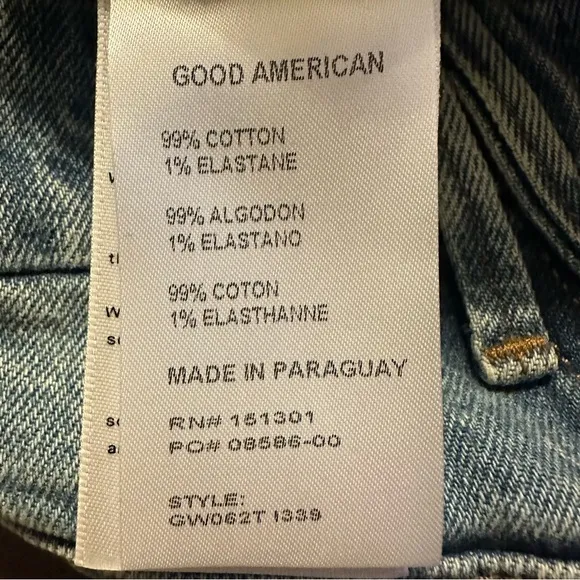 GOOD AMERICAN
99% COTTON
1% ELASTANE
99% ALGODON
1% ELASTANO
99% COTON
1% ELASTHANNE
MADE IN PARAGUAY
RN# 151301
PO# 08586-00
STYLE:
GW062T I339